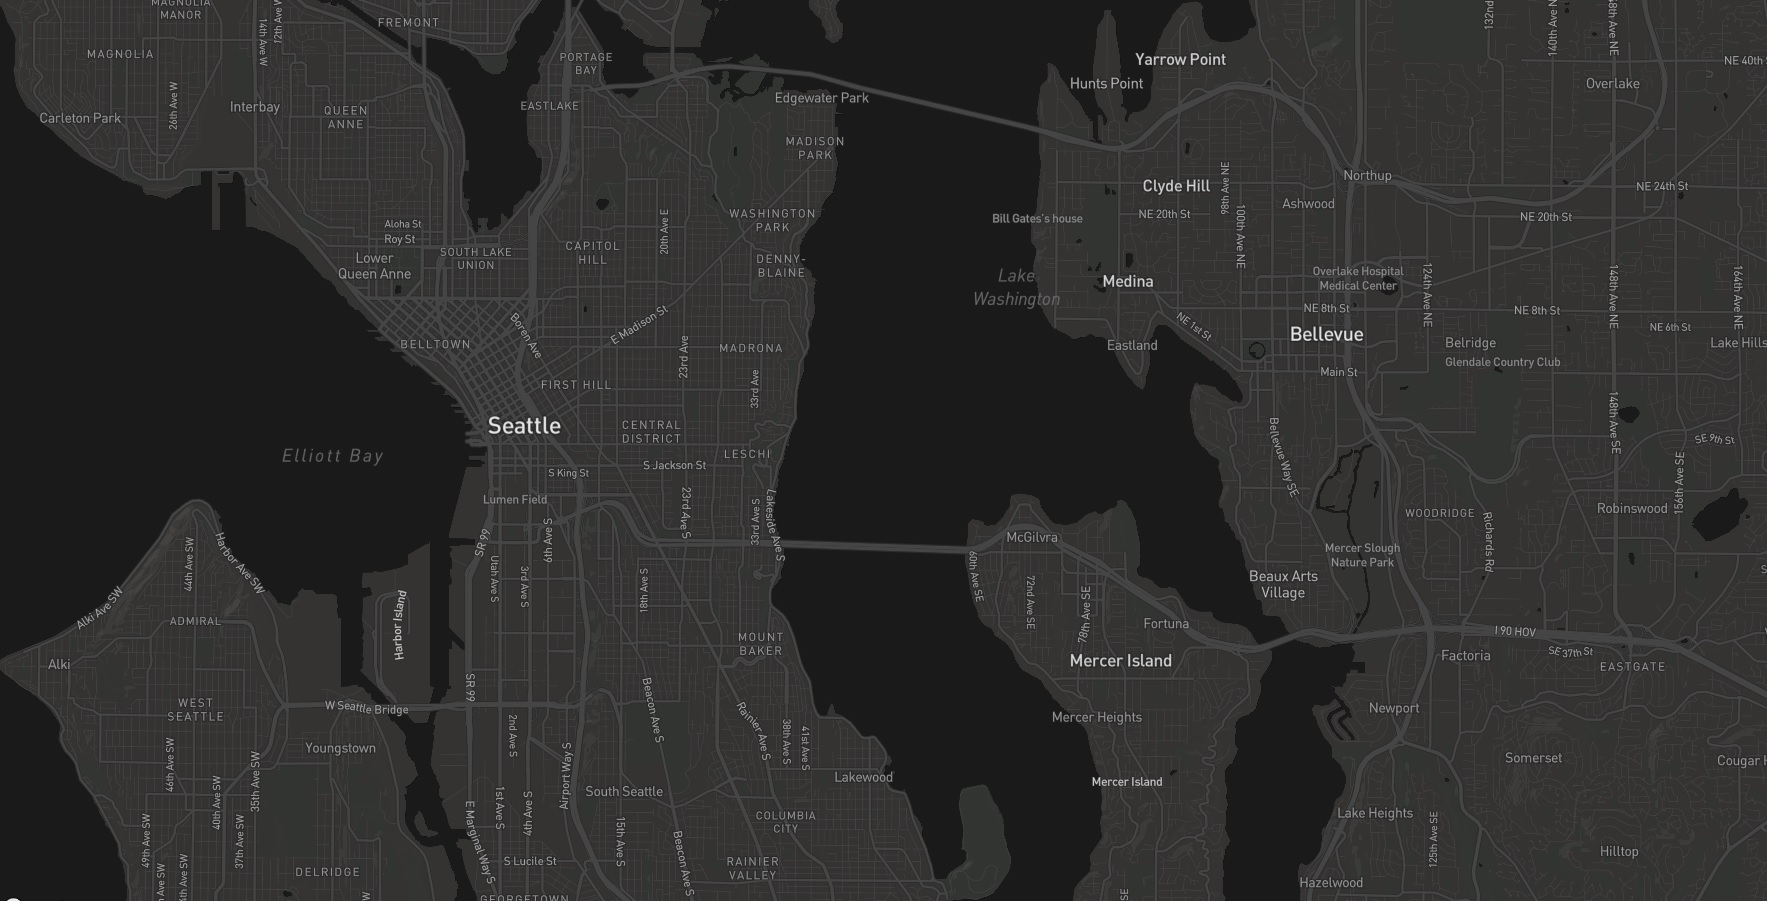 MAGNOLIA
MANOR
14th Ave W
12th Ave W
FREMONT
132nd
140th Ave N
148th Ave NE
MAGNOLIA
PORTAGE
BAY
Yarrow Point
NE 40th
Hunts Point
Overlake
26th Ave W
Interbay
QUEEN
ANNE
EASTLAKE
Edgewater Park
Carleton Park
MADISON
PARK
Northup
Clyde Hill
98th Ave NE
NE 24th St
Ashwood
Aloha St
Roy St
20th Ave E
WASHINGTON
PARK
Bill Gates's house
NE 20th St
100th Ave NE
NE 20th St
Lower
Queen Anne
SOUTH LAKE
UNION
CAPITOL
HILL
DENNY-
BLAINE
Lake
Washington
Medina
Overlake Hospital
Medical Center
124th Ave NE
148th Ave NE
164th Ave NE
NE 8th St
NE 8th St
NE 6th St
Boren Ave
E Madison St
NE 1st St
Bellevue
BELLTOWN
23rd Ave
MADRONA
Eastland
Belridge
Lake Hills
Glendale Country Club
Main St
FIRST HILL
33rd Ave
Seattle
CENTRAL
DISTRICT
148th Ave SE
SE 9th St
Elliott Bay
LESCHI
S Jackson St
S King St
Bellevue Way SE
156th Ave SE
Lumen Field
23rd Ave S
33rd Ave S
Lakeside Ave S
Robinswood
WOODRIDGE
Richards Rd
SR 99
6th Ave S
McGilvra
Mercer Slough
Nature Park
44th Ave SW
Harbor Ave SW
Utah Ave S
3rd Ave S
18th Ave S
60th Ave SE
72nd Ave SE
78th Ave SE
Beaux Arts
Village
Alki Ave SW
Harbor Island
ADMIRAL
MOUNT
BAKER
Fortuna
I 90 HOV
SE 37th St
Factoria
EASTGATE
Alki
Mercer Island
WEST
SEATTLE
W Seattle Bridge
SR 99
2nd Ave S
Beacon Ave S
Rainier Ave S
38th Ave S
41st Ave S
Mercer Heights
Newport
Youngstown
46th Ave SW
40th Ave SW
35th Ave SW
Airport Way S
Somerset
Cougar
South Seattle
Lakewood
Mercer Island
49th Ave SW
37th Ave SW
E Marginal Way S
1st Ave S
4th Ave S
15th Ave S
Beacon Ave S
COLUMBIA
CITY
Lake Heights
125th Ave SE
DELRIDGE
S Lucile St
RAINIER
VALLEY
Hilltop
Hazelwood
GEORGETOWN